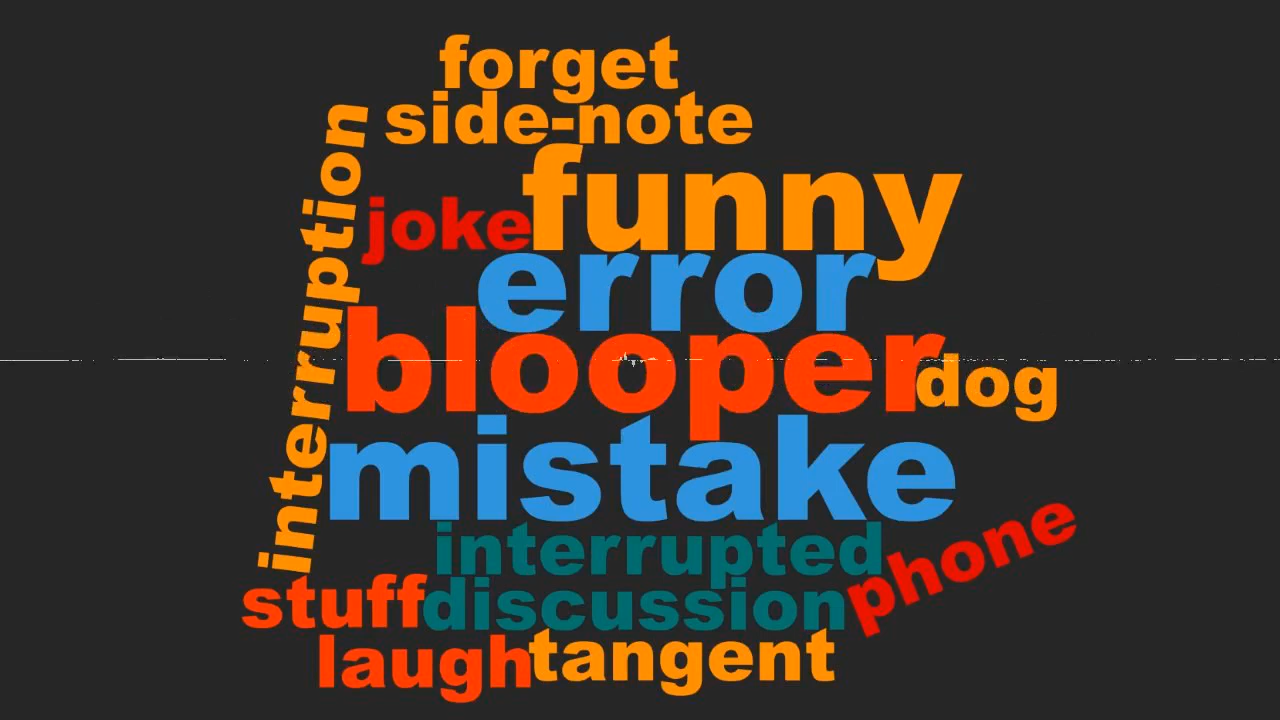 forget
side-note
interruption
joke funny
error
blooper dog
mistake
interrupted
phone
stuff discussion
laugh tangent